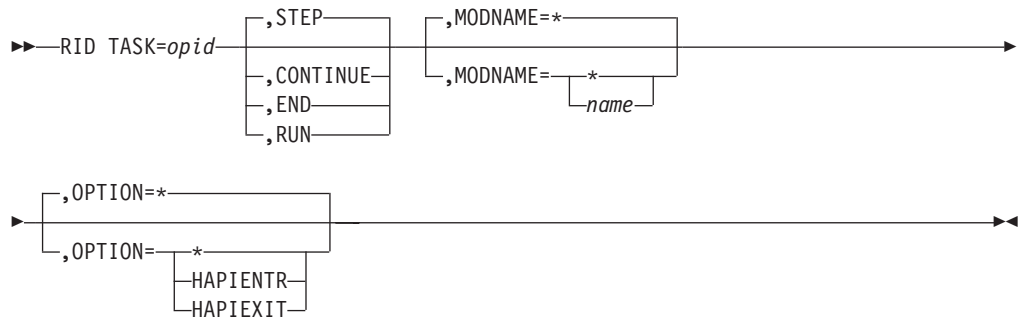 ,STEP ,MODNAME=*
RID TASK=opid
,CONTINUE ,MODNAME= *
,END name
,RUN
,OPTION=*
,OPTION= *
HAPIENTR
HAPIEXIT